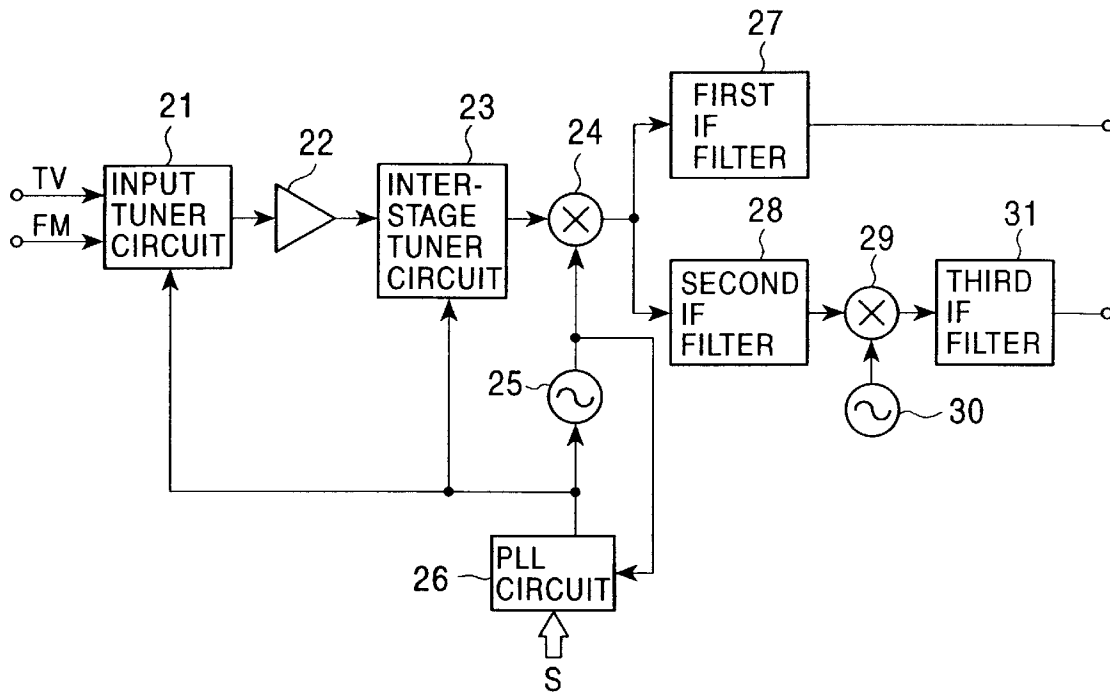 27
FIRST
IF
FILTER
21
22
23
24
TV
FM
INPUT
TUNER
CIRCUIT
INTER-
STAGE
TUNER
CIRCUIT
28
29
31
SECOND
IF
FILTER
THIRD
IF
FILTER
25
30
26
PLL
CIRCUIT
S